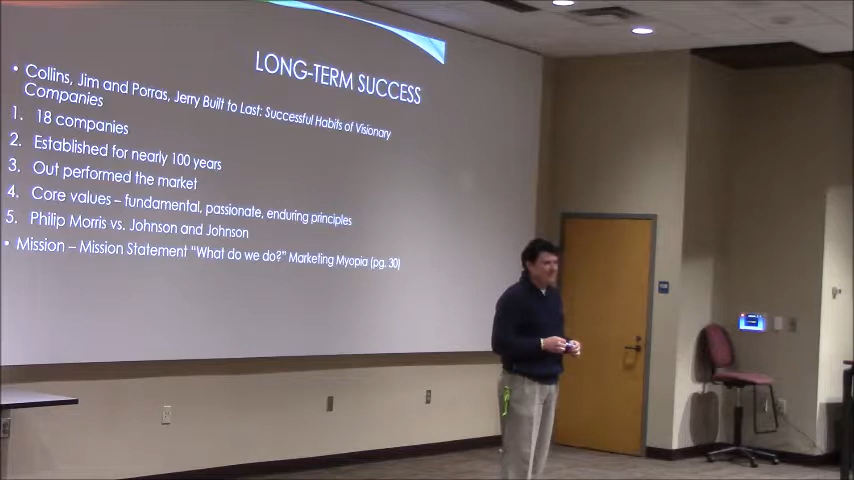 LONG-TERM SUCCESS
• Collins, Jim and Porras, Jerry Built to Last: Successful Habits of Visionary
Companies
1. 18 companies
2. Established for nearly 100 years
3. Out performed the market
4. Core values – fundamental, passionate, enduring principles
5. Philip Morris vs. Johnson and Johnson
• Mission – Mission Statement "What do we do?" Marketing Myopia (pg. 30)